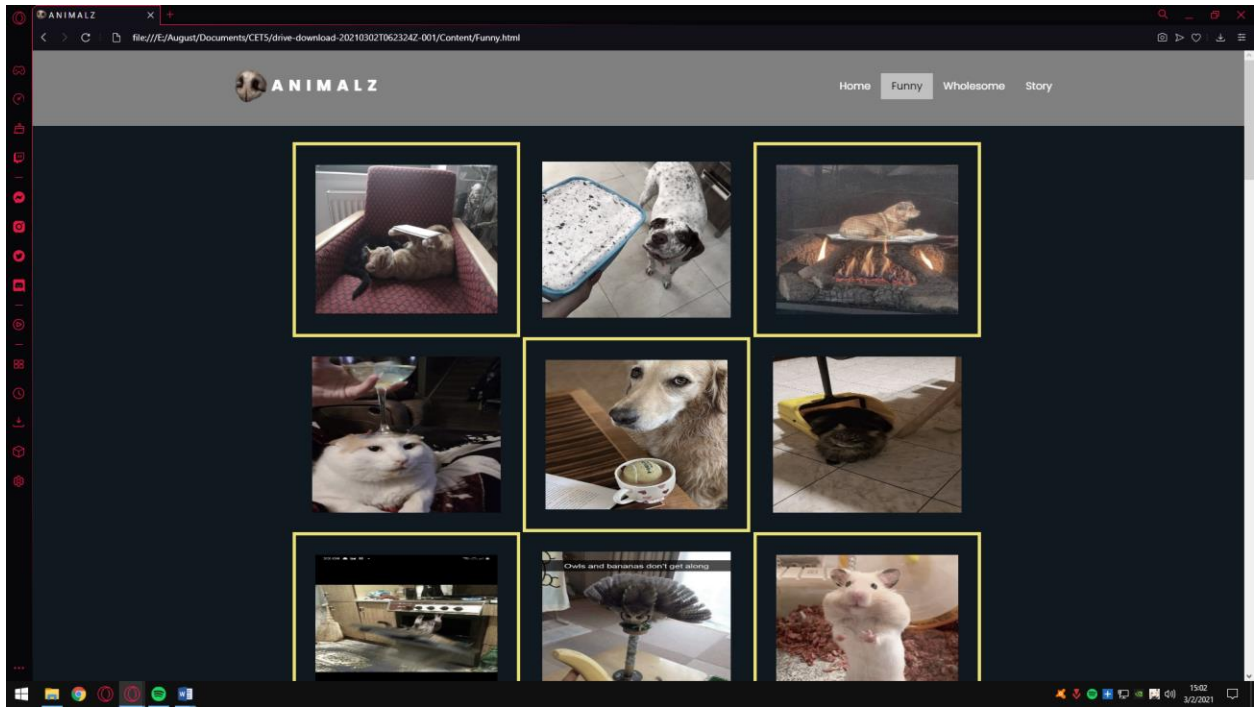 ANIMALZ
file:///E:/August/Documents/CET5/drive-download-20210302T062324Z-001/Content/Funny.html
ANIMALZ
Home Funny Wholesome Story
Owls and bananas don't get along
15:02
3/2/2021